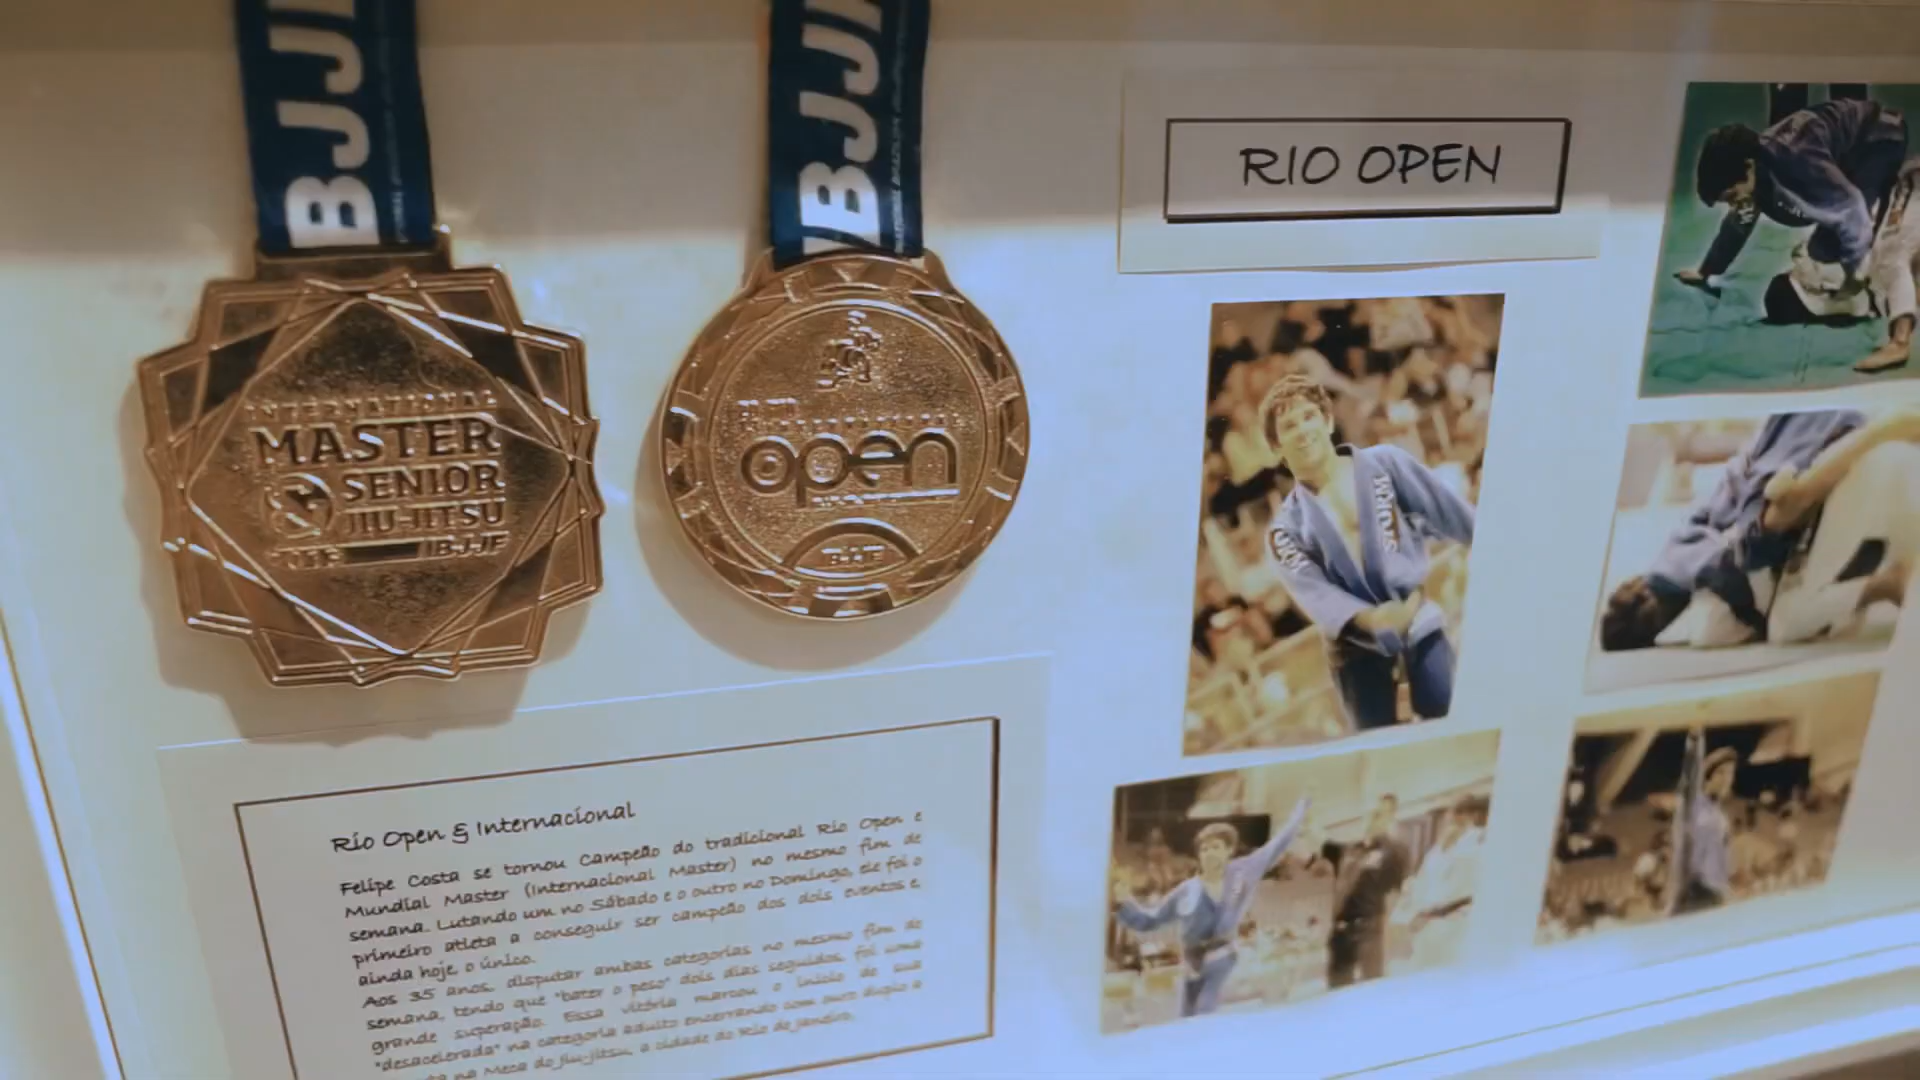 BJJ
BJJ
INTERNATIONAL
MASTER
SENIOR
JIU-JITSU
IBJJF
INTERNATIONAL
open
IBJJF
RIO OPEN
Rio Open & Internacional
Felipe Costa se tornou Campeão do tradicional Rio Open e
Mundial Master (Internacional Master) no mesmo fim de
semana. Lutando um no Sábado e o outro no Domingo, ele foi o
primeiro atleta a conseguir ser campeão dos dois eventos e,
ainda hoje, o único.
Aos 35 anos, disputar ambas categorias no mesmo fim de
semana, tendo que "bater o peso" dois dias seguidos, foi uma
grande superação. Essa vitória marcou o início de sua
"desacelerada" na categoria adulto encerrando com ouro duplo e
na Meca do Jiu-jitsu, a cidade do Rio de Janeiro.